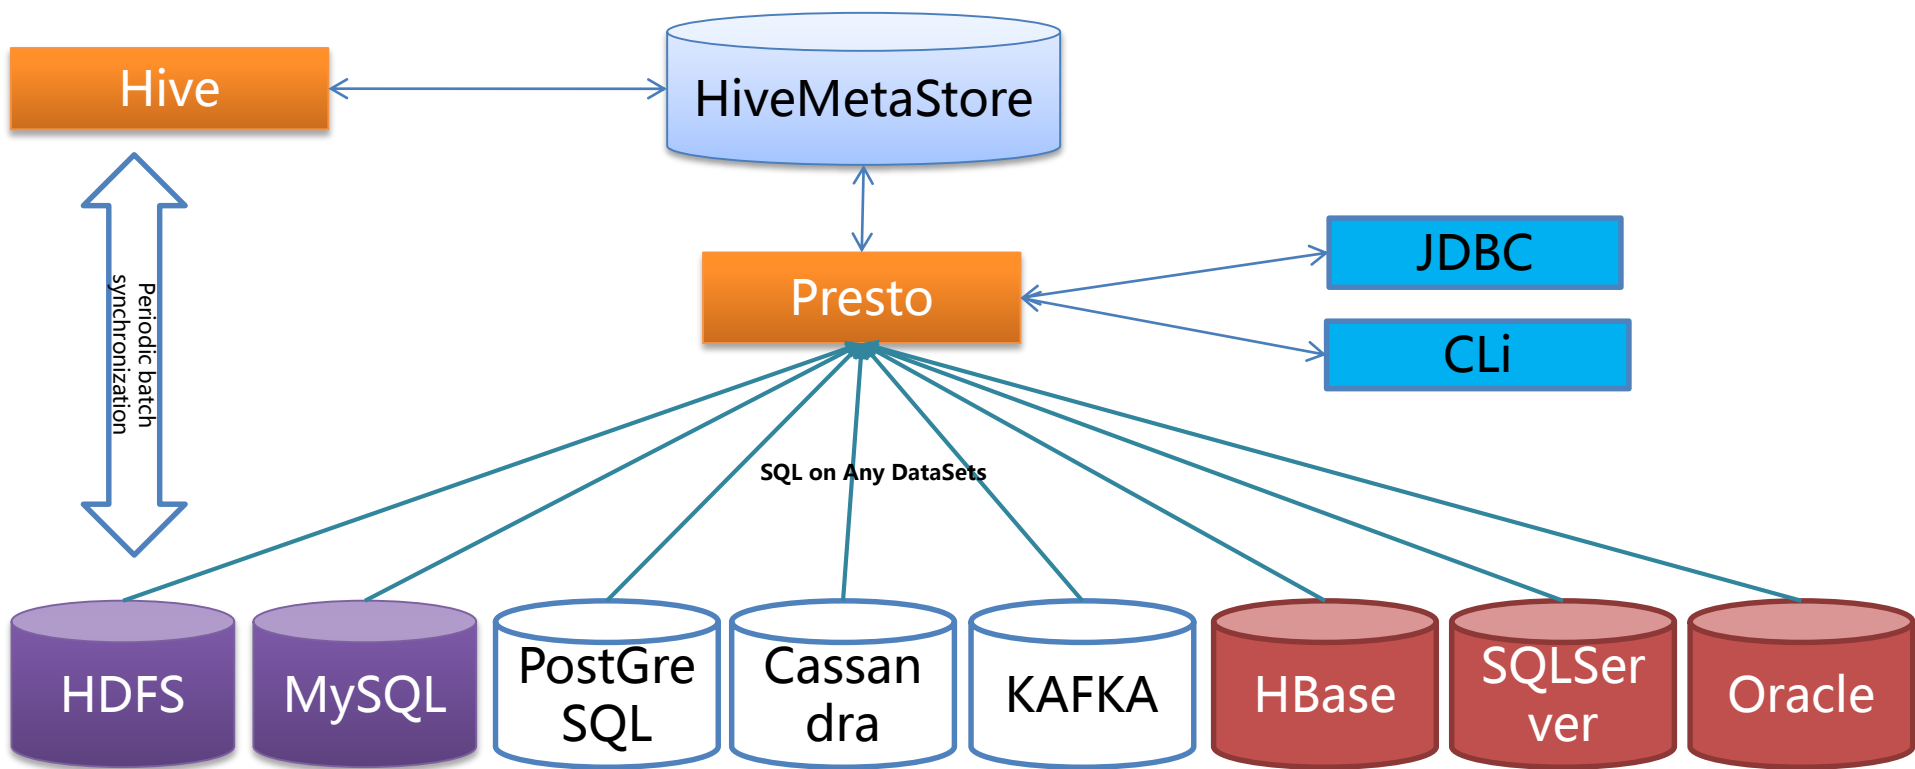 Hive
HiveMetaStore
JDBC
Presto
CLi
Periodic batch
synchronization
SQL on Any DataSets
HDFS
MySQL
PostGre
SQL
Cassan
dra
KAFKA
HBase
SQLSer
ver
Oracle